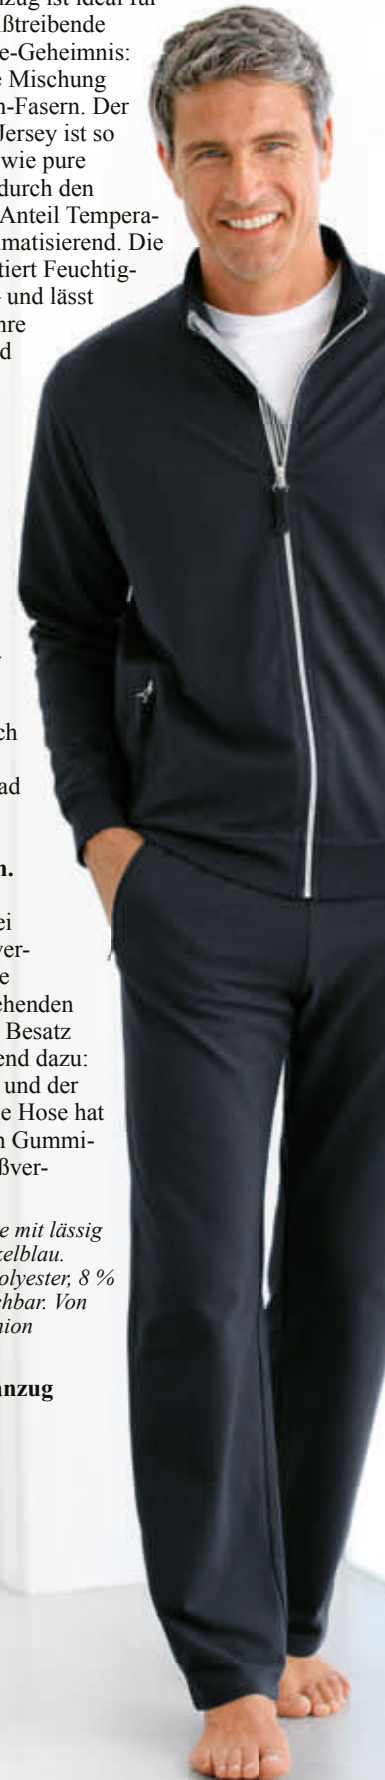 zug ist ideal für
ßtreibende
e-Geheimnis:
e Mischung
n-Fasern. Der
Jersey ist so
wie pure
durch den
Anteil Tempera-
matisierend. Die
tiert Feuchtig-
- und lässt
hre
d
ch
ad
n.
ei
ver-
e
ehenden
Besatz
end dazu:
und der
e Hose hat
n Gummi-
ßver-
e mit lässig
kelblau.
olyester, 8 %
chbar. Von
nion
anzug